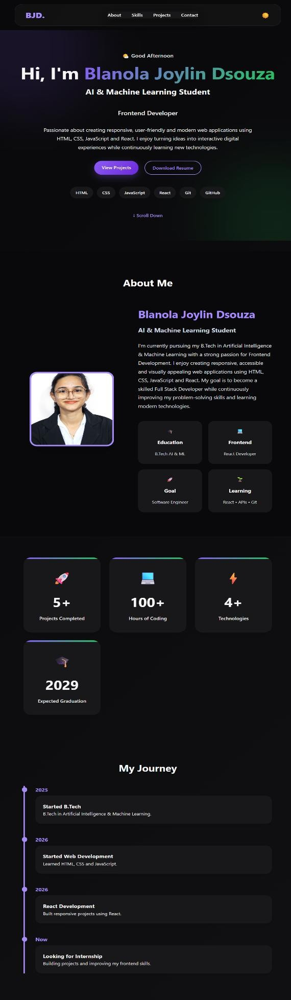 BJD.
About Skills Projects Contact
Good Afternoon
Hi, I'm Blanola Joylin Dsouza
AI & Machine Learning Student
Frontend Developer
Passionate about creating responsive, user-friendly and modern web applications using
HTML, CSS, JavaScript and React. I enjoy turning ideas into interactive digital
experiences while continuously learning new technologies.
View Projects Download Resume
HTML CSS JavaScript React Git GitHub
↓ Scroll Down
About Me
Blanola Joylin Dsouza
AI & Machine Learning Student
I'm currently pursuing my B.Tech in Artificial Intelligence
& Machine Learning with a strong passion for Frontend
Development. I enjoy creating responsive, accessible
and visually appealing web applications using HTML,
CSS, JavaScript and React. My goal is to become a
skilled Full Stack Developer while continuously
improving my problem-solving skills and learning
modern technologies.
Education Frontend
B.Tech AI & ML React Developer
Goal Learning
Software Engineer React • APIs • Git
5+ 100+ 4+
Projects Completed Hours of Coding Technologies
2029
Expected Graduation
My Journey
2025
Started B.Tech
B.Tech in Artificial Intelligence & Machine Learning.
2026
Started Web Development
Learned HTML, CSS and JavaScript.
2026
React Development
Built responsive projects using React.
Now
Looking for Internship
Building projects and improving my frontend skills.